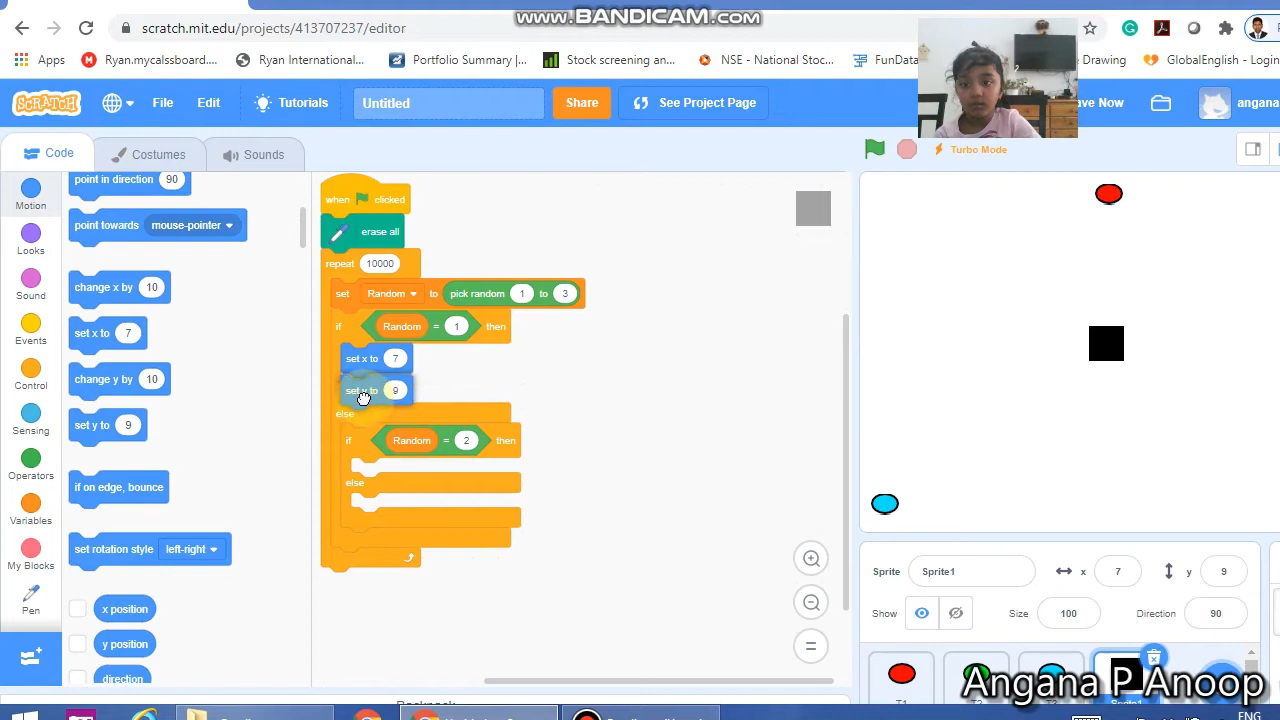 www.BANDICAM.com
scratch.mit.edu/projects/413707237/editor
Apps
Ryan.my:dashboard....
Ryan International...
Portfolio Summary |...
Stock screening an...
NSE - National Stoc...
FunData
Drawing
GlobalEnglish - Login
SCRATCH
File
Edit
Tutorials
Untitled
Share
See Project Page
ave Now
angana
Code
Costumes
Sounds
Turbo Mode
Motion
Looks
Sound
Events
Control
Sensing
Operators
Variables
My Blocks
Pen
point in direction 90
point towards mouse-pointer
change x by 10
set x to 7
change y by 10
set y to 9
if on edge, bounce
set rotation style left-right
x position
y position
direction
when clicked
erase all
repeat 10000
set Random to pick random 1 to 3
if Random = 1 then
set x to 7
set y to 9
else
if Random = 2 then
else
Sprite Sprite1 x 7 y 9
Show Size 100 Direction 90
Angana P Anoop
ENG